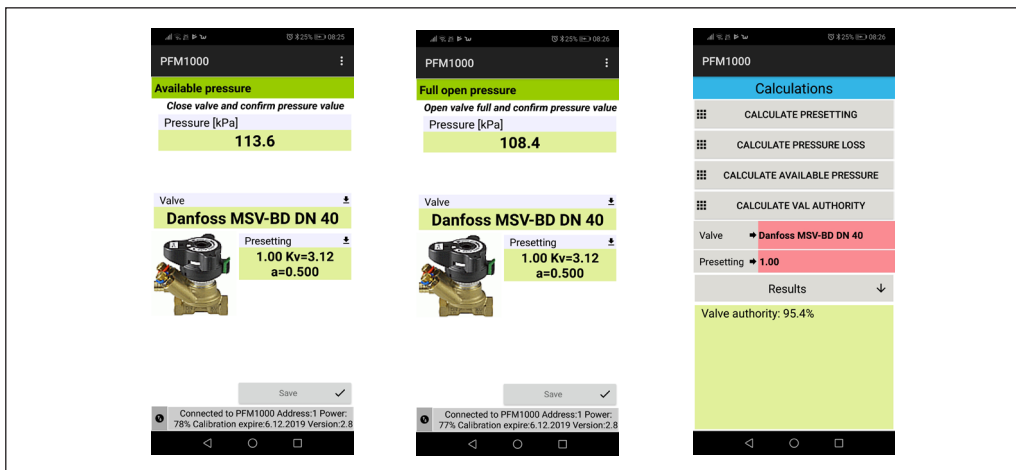 25% 08:25
PFM1000
Available pressure
Close valve and confirm pressure value
Pressure [kPa]
113.6
Valve
Danfoss MSV-BD DN 40
Presetting
1.00 Kv=3.12
a=0.500
Save
Connected to PFM1000 Address:1 Power:
78% Calibration expire:6.12.2019 Version:2.8
25% 08:26
PFM1000
Full open pressure
Open valve full and confirm pressure value
Pressure [kPa]
108.4
Valve
Danfoss MSV-BD DN 40
Presetting
1.00 Kv=3.12
a=0.500
Save
Connected to PFM1000 Address:1 Power:
77% Calibration expire:6.12.2019 Version:2.8
25% 08:26
PFM1000
Calculations
CALCULATE PRESETTING
CALCULATE PRESSURE LOSS
CALCULATE AVAILABLE PRESSURE
CALCULATE VAL AUTHORITY
Valve Danfoss MSV-BD DN 40
Presetting 1.00
Results
Valve authority: 95.4%